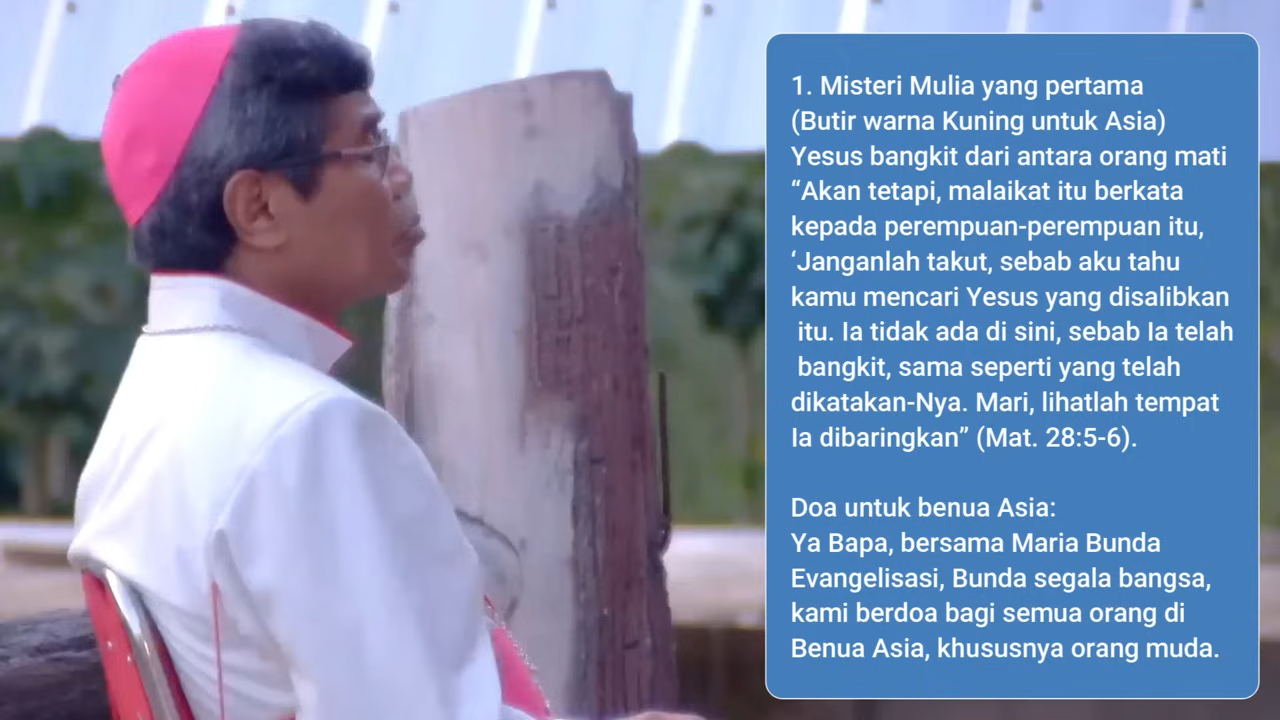 1. Misteri Mulia yang pertama
(Butir warna Kuning untuk Asia)
Yesus bangkit dari antara orang mati
“Akan tetapi, malaikat itu berkata
kepada perempuan-perempuan itu,
‘Janganlah takut, sebab aku tahu
kamu mencari Yesus yang disalibkan
itu. Ia tidak ada di sini, sebab Ia telah
bangkit, sama seperti yang telah
dikatakan-Nya. Mari, lihatlah tempat
Ia dibaringkan” (Mat. 28:5-6).
Doa untuk benua Asia:
Ya Bapa, bersama Maria Bunda
Evangelisasi, Bunda segala bangsa,
kami berdoa bagi semua orang di
Benua Asia, khususnya orang muda.